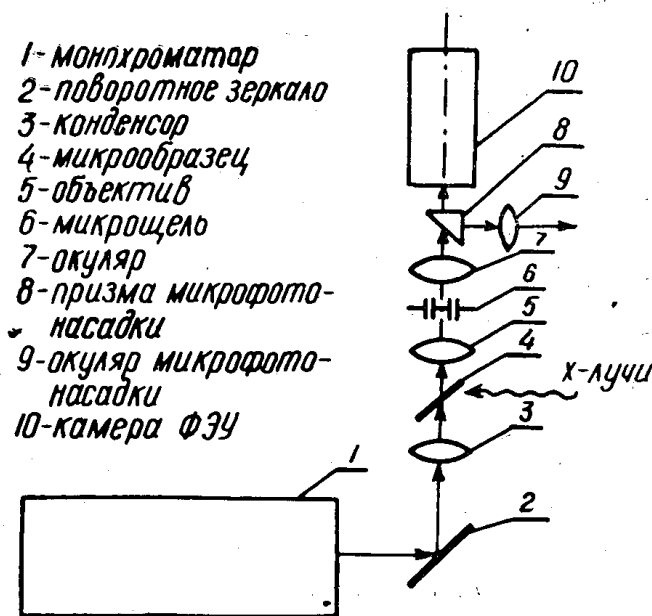 1-монохроматор
2-поворотное зеркало
3-конденсор
4-микрообразец
5-объектив
6-микрощель
7-окуляр
8-призма микрофото-
насадки
9-окуляр микрофото-
насадки
10-камера ФЭУ
10
8
9
7
6
5
4
х-лучи
3
1
2